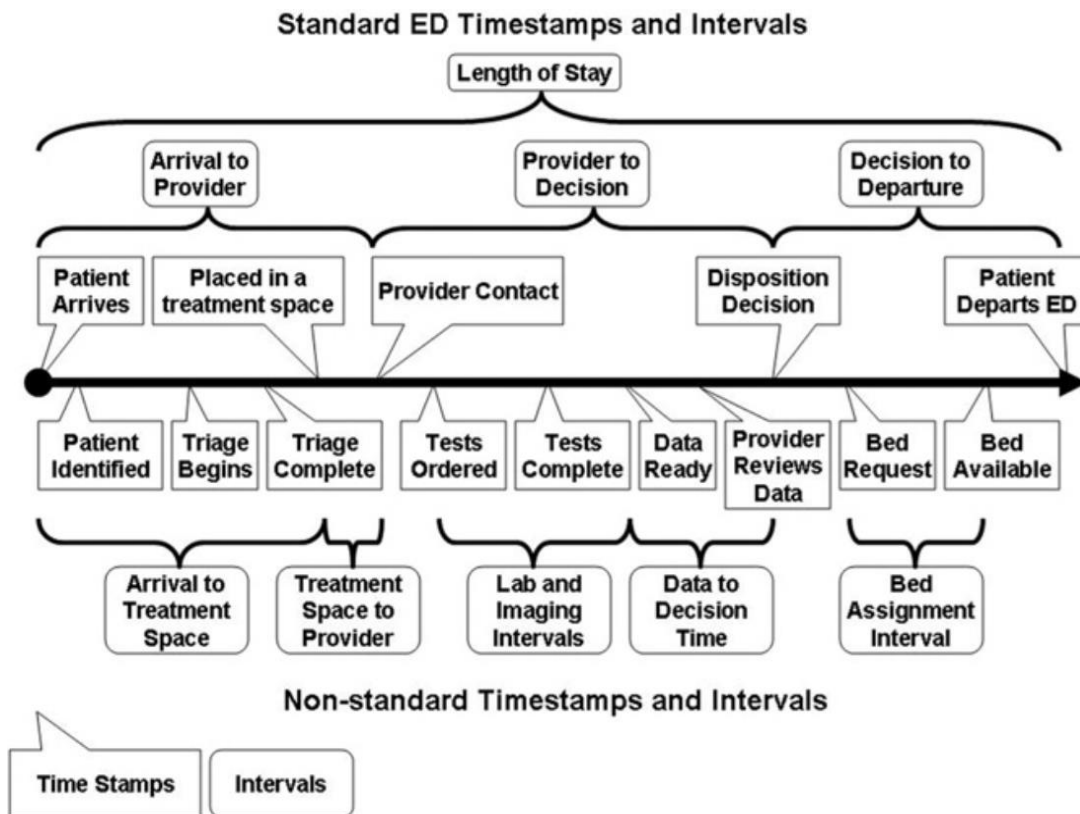 Standard ED Timestamps and Intervals
Length of Stay
Arrival to
Provider
Provider to
Decision
Decision to
Departure
Patient
Arrives
Placed in a
treatment space
Provider Contact
Disposition
Decision
Patient
Departs ED
Patient
Identified
Triage
Begins
Triage
Complete
Tests
Ordered
Tests
Complete
Data
Ready
Provider
Reviews
Data
Bed
Request
Bed
Available
Arrival to
Treatment
Space
Treatment
Space to
Provider
Lab and
Imaging
Intervals
Data to
Decision
Time
Bed
Assignment
Interval
Non-standard Timestamps and Intervals
Time Stamps
Intervals